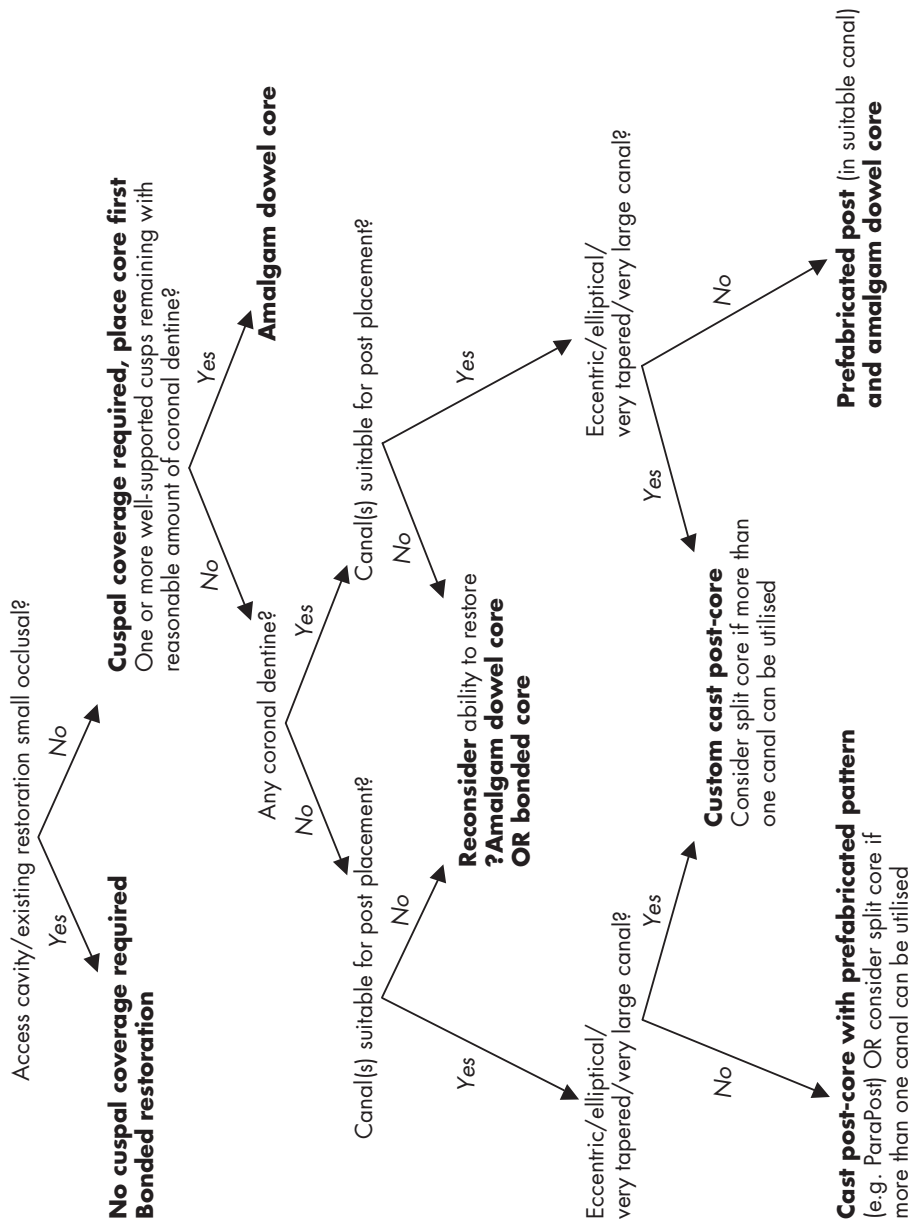 Access cavity/existing restoration small occlusal?
Yes
No
No cuspal coverage required
Bonded restoration
Cuspal coverage required, place core first
One or more well-supported cusps remaining with
reasonable amount of coronal dentine?
No
Yes
Any coronal dentine?
Amalgam dowel core
No
Yes
Canal(s) suitable for post placement?
Canal(s) suitable for post placement?
Yes
No
No
Yes
Reconsider ability to restore
?Amalgam dowel core
OR bonded core
Eccentric/elliptical/
very tapered/very large canal?
Eccentric/elliptical/
very tapered/very large canal?
No
Yes
Yes
No
Custom cast post-core
Consider split core if more than
one canal can be utilised
Cast post-core with prefabricated pattern
(e.g. ParaPost) OR consider split core if
more than one canal can be utilised
Prefabricated post (in suitable canal)
and amalgam dowel core